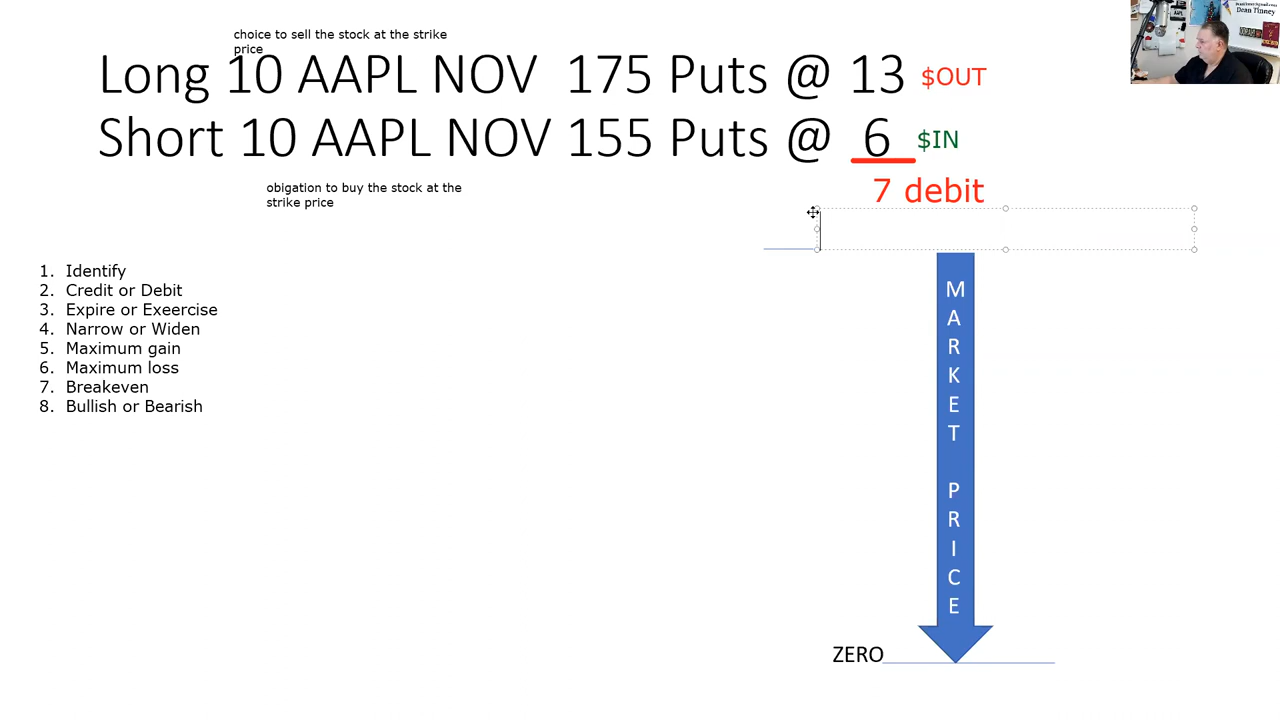 choice to sell the stock at the strike
price
Long 10 AAPL NOV 175 Puts @ 13 $OUT
Short 10 AAPL NOV 155 Puts @ 6 $IN
7 debit
obigation to buy the stock at the
strike price
1. Identify
2. Credit or Debit
3. Expire or Exeercise
4. Narrow or Widen
5. Maximum gain
6. Maximum loss
7. Breakeven
8. Bullish or Bearish
M
A
R
K
E
T
P
R
I
C
E
ZERO
Dean Tinney